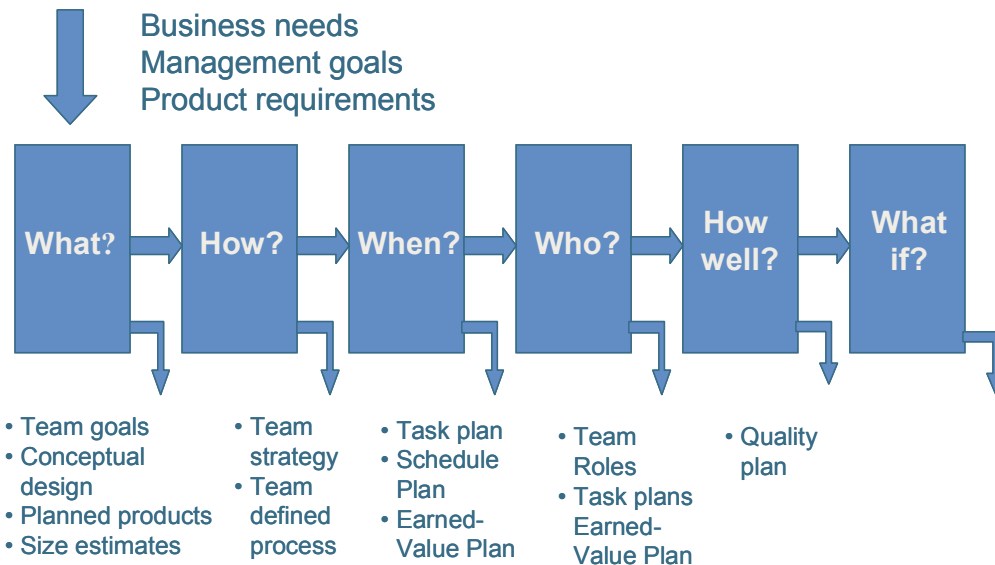 Business needs
Management goals
Product requirements
What?
How?
When?
Who?
How
well?
What
if?
• Team goals
• Conceptual
design
• Planned products
• Size estimates
• Team
strategy
• Team
defined
process
• Task plan
• Schedule
Plan
• Earned-
Value Plan
• Team
Roles
• Task plans
Earned-
Value Plan
• Quality
plan